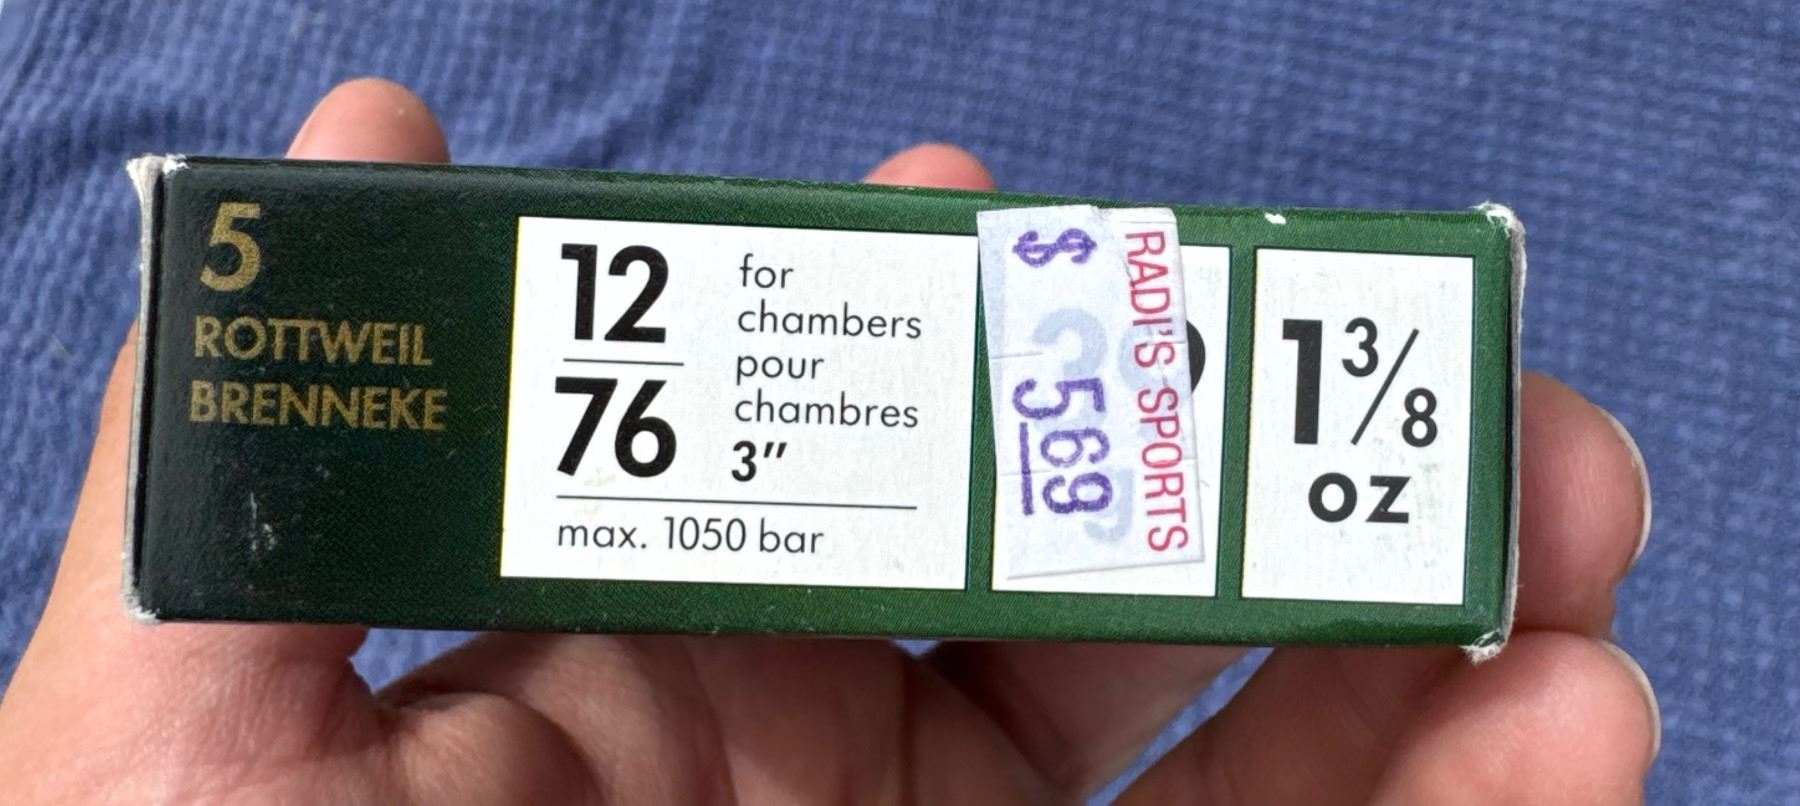 5
ROTTWEIL
BRENNEKE
12
76
for
chambers
pour
chambres
3"
max. 1050 bar
$ 569
RADI'S SPORTS
1 3/8
oz